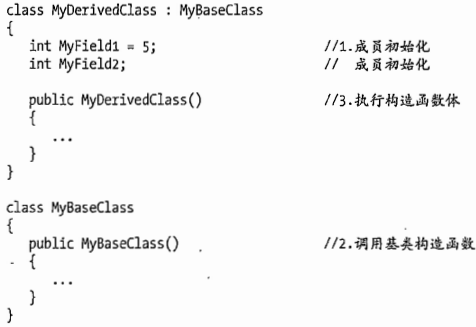 class MyDerivedClass : MyBaseClass
{
int MyField1 = 5; //1.成员初始化
int MyField2; // 成员初始化
public MyDerivedClass() //3.执行构造函数体
{
...
}
}
class MyBaseClass
{
public MyBaseClass() //2.调用基类构造函数
{
...
}
}